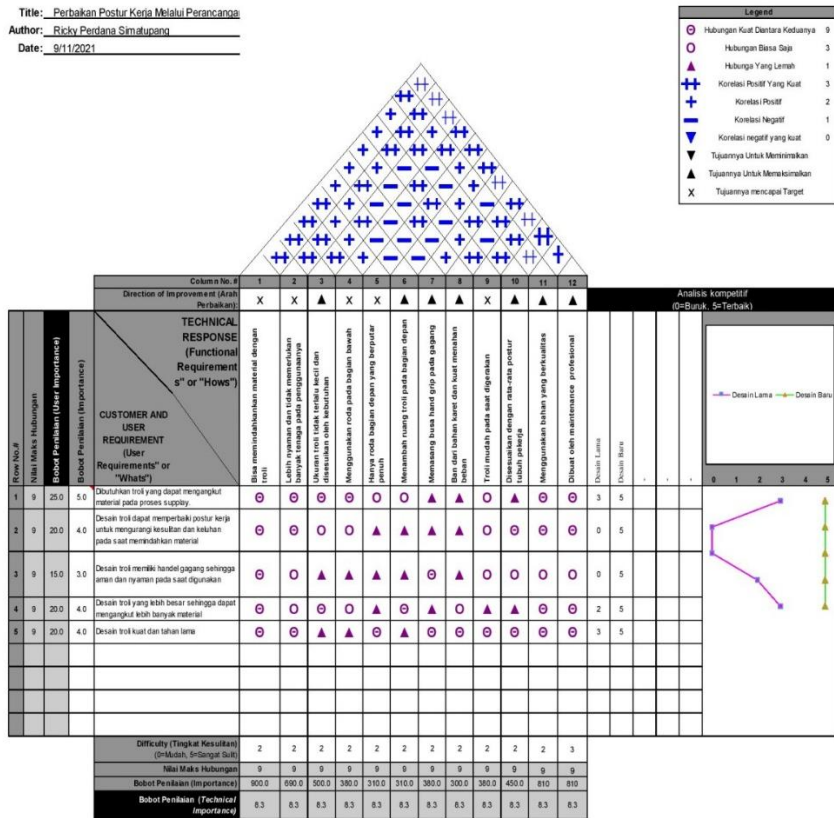 Title: Perbaikan Postur Kerja Melalui Perancanga
Author: Ricky Perdana Simatupang
Date: 9/11/2021
Legend
Hubungan Kuat Diantara Keduanya 9
Hubungan Biasa Saja 3
Hubunga Yang Lemah 1
Korelasi Positif Yang Kuat 3
Korelasi Positif 2
Korelasi Negatif 1
Korelasi negatif yang kuat 0
Tujuannya Untuk Meminimalkan
Tujuannya Untuk Memaksimalkan
X Tujuannya mencapai Target
Column No. # 1 2 3 4 5 6 7 8 9 10 11 12
Direction of Improvement (Arah
Perbaikan):
X X ▲ X X ▲ ▲ ▲ X ▲ ▲ ▲
Analisis kompetitif
(0=Buruk, 5=Terbaik)
Row No.#
Nilai Maks Hubungan
Bobot Penilaian (User Importance)
Bobot Penilaian (Importance)
TECHNICAL
RESPONSE
(Functional
Requirement
s" or "Hows")
CUSTOMER AND
USER
REQUIREMENT
(User
Requirements" or
"Whats")
Bisa memindahkankan material dengan
troli
Lebih nyaman dan tidak memerlukan
banyak tenaga pada penggunaanya
Ukuran troli tidak terlalu kecil dan
disesuaikan oleh kebutuhan
Menggunakan roda pada bagian bawah
Hanya roda bagian depan yang berputar
penuh
Menambah ruang troli pada bagian depan
Memasang busa hand grip pada gagang
Ban dari bahan karet dan kuat menahan
beban
Troli mudah pada saat digerakan
Disesuaikan dengan rata-rata postur
tubuh pekerja
Menggunakan bahan yang berkualitas
Dibuat oleh maintenance profesional
Desain Lama
Desain Baru
Desain Lama Desain Baru
0 1 2 3 4 5
1 9 25.0 5.0 Dibutuhkan troli yang dapat mengangkut
material pada proses supplay.
3 5
2 9 20.0 4.0 Desain troli dapat memperbaiki postur kerja
untuk mengurangi kesulitan dan keluhan
pada saat memindahkan material
0 5
3 9 15.0 3.0 Desain troli memiliki handel gagang sehingga
aman dan nyaman pada saat digunakan
0 5
4 9 20.0 4.0 Desain troli yang lebih besar sehingga dapat
mengangkut lebih banyak material
2 5
5 9 20.0 4.0 Desain troli kuat dan tahan lama
3 5
Difficulty (Tingkat Kesulitan)
(0=Mudah, 5=Sangat Sulit)
2 2 2 2 2 2 2 2 2 2 2 3
Nilai Maks Hubungan 9 9 9 9 9 9 9 9 9 9 9 9
Bobot Penilaian (Importance) 900.0 690.0 500.0 380.0 310.0 310.0 380.0 300.0 380.0 450.0 810 810
Bobot Penilaian (Technical
Importance)
8.3 8.3 8.3 8.3 8.3 8.3 8.3 8.3 8.3 8.3 8.3 8.3